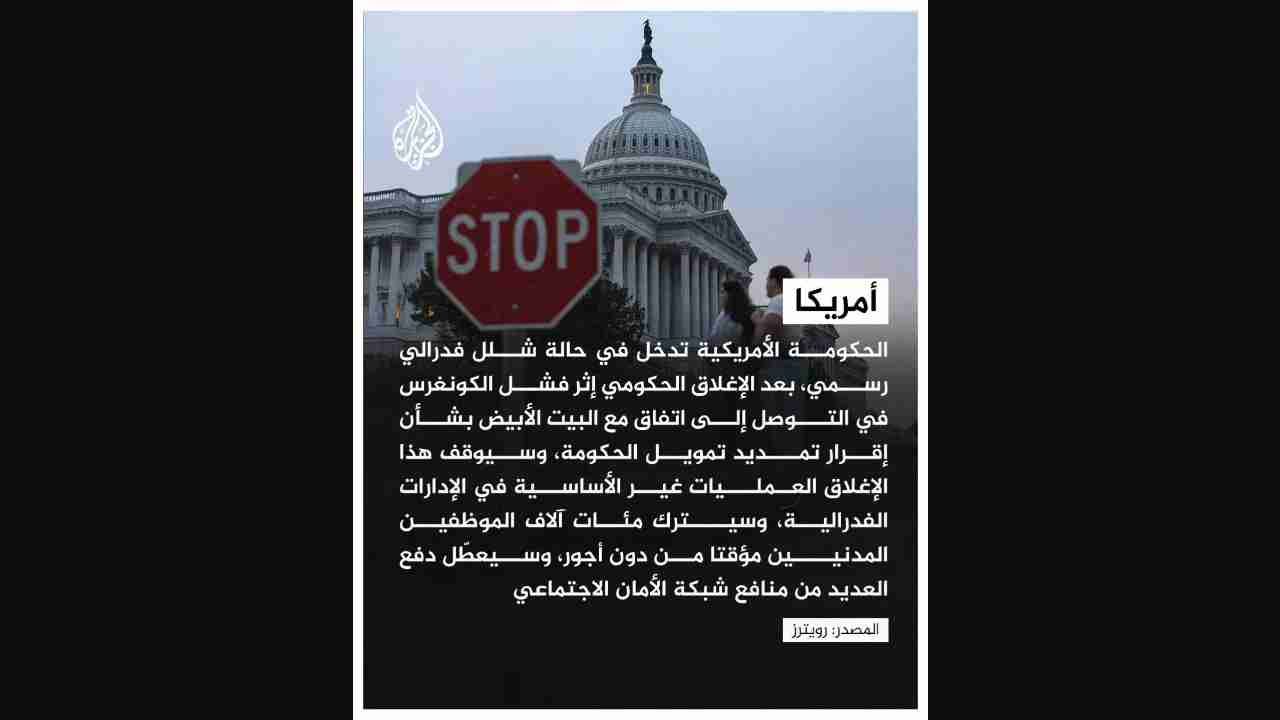 الجزيرة
STOP
أمريكا
الحكومة الأمريكية تدخل في حالة شلل فدرالي
رسمي، بعد الإغلاق الحكومي إثر فشل الكونغرس
في التوصل إلى اتفاق مع البيت الأبيض بشأن
إقرار تمديد تمويل الحكومة، وسيوقف هذا
الإغلاق العمليات غير الأساسية في الإدارات
الفدرالية، وسيترك مئات آلاف الموظفين
المدنيين مؤقتا من دون أجور، وسيعطّل دفع
العديد من منافع شبكة الأمان الاجتماعي
المصدر: رويترز